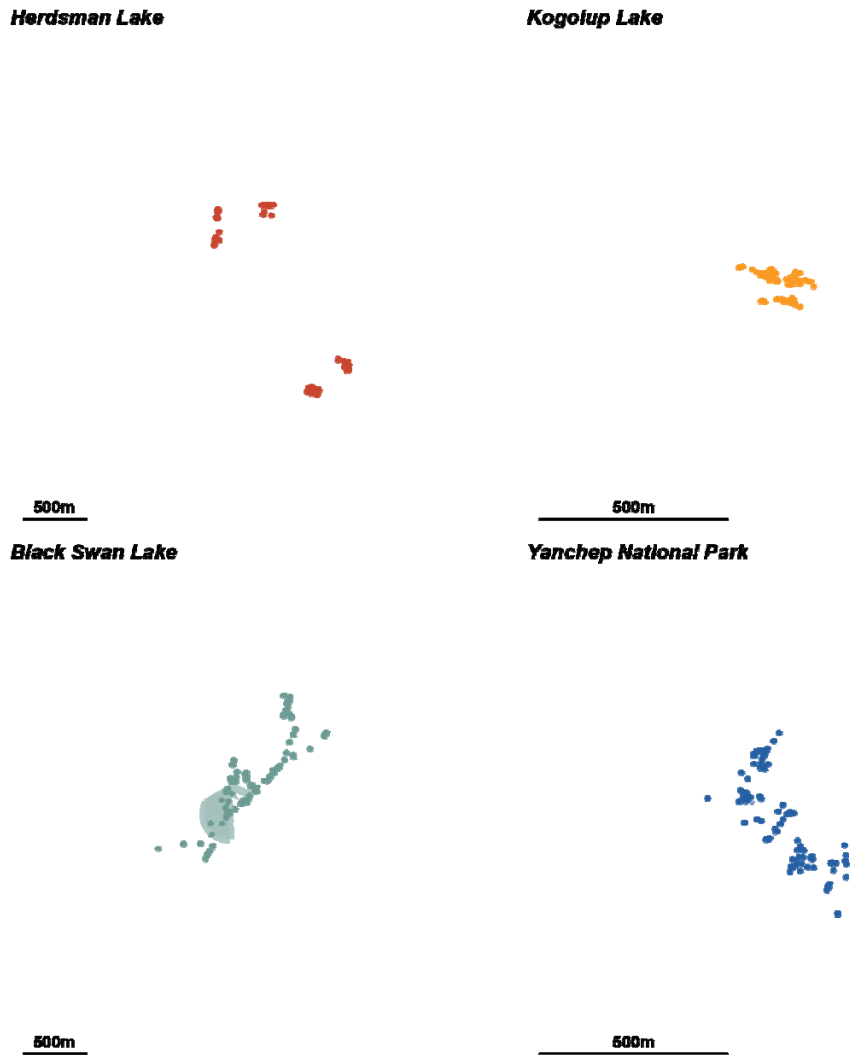 Herdsman Lake
Kogolup Lake
500m
500m
Black Swan Lake
Yanchep National Park
500m
500m